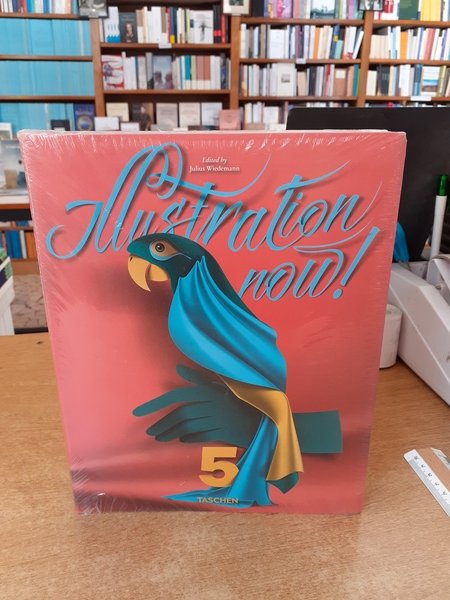 Edited by
Julius Wiedemann
Illustration
now!
5
TASCHEN